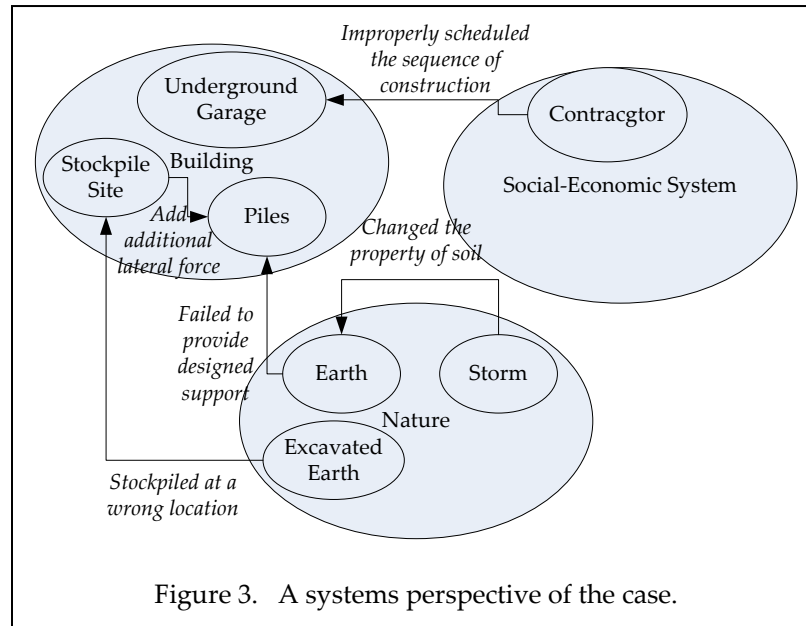 Improperly scheduled
the sequence of
construction
Underground
Garage
Contracgtor
Building
Stockpile
Site
Social-Economic System
Piles
Add
additional
lateral force
Changed the
property of soil
Failed to
provide
designed
support
Earth
Storm
Nature
Excavated
Earth
Stockpiled at a
wrong location
Figure 3. A systems perspective of the case.